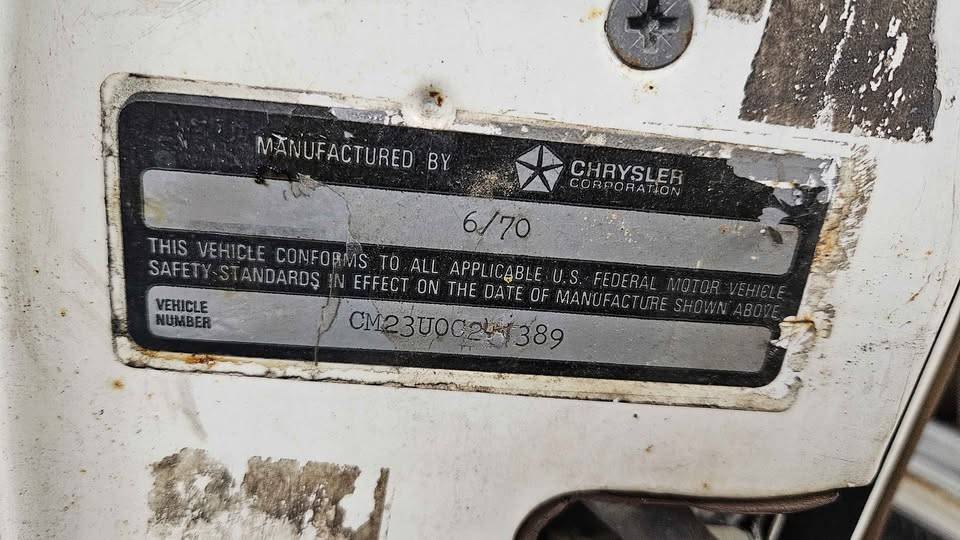 MANUFACTURED BY CHRYSLER
CORPORATION
6/70
THIS VEHICLE CONFORMS TO ALL APPLICABLE U.S. FEDERAL MOTOR VEHICLE
SAFETY STANDARDS IN EFFECT ON THE DATE OF MANUFACTURE SHOWN ABOVE
VEHICLE
NUMBER